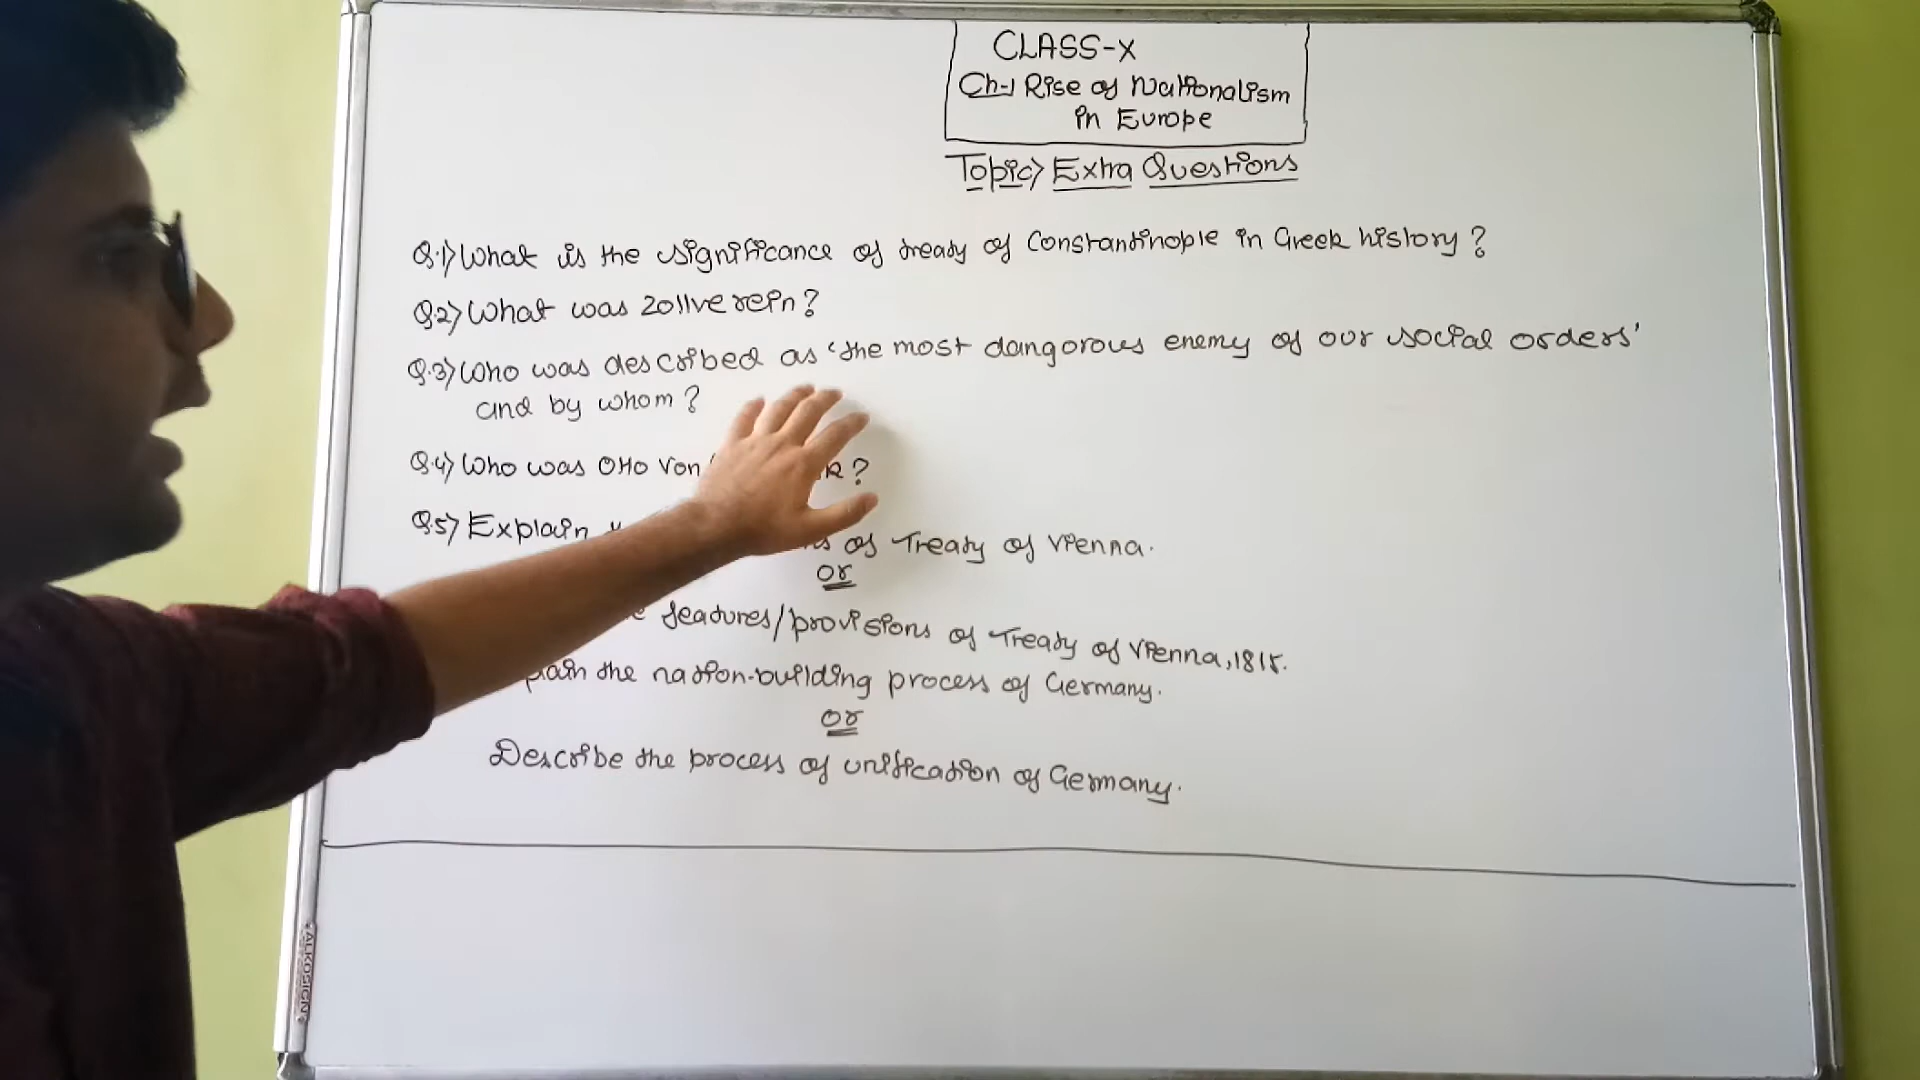 CLASS-X
Ch-1 Rise of Nationalism
in Europe
Topic> Extra Questions
Q.1) What is the significance of treaty of Constantinople in Greek history?
Q.2) What was zollverein?
Q.3) Who was described as 'the most dangorous enemy of our social orders'
and by whom?
Q.4) Who was Otto von ?
Q.5) Explain of Treaty of Vienna.
Or
features/provisions of Treaty of Vienna, 1815.
the nation-building process of Germany.
Or
Describe the process of unification of Germany.
ALKOSIGN